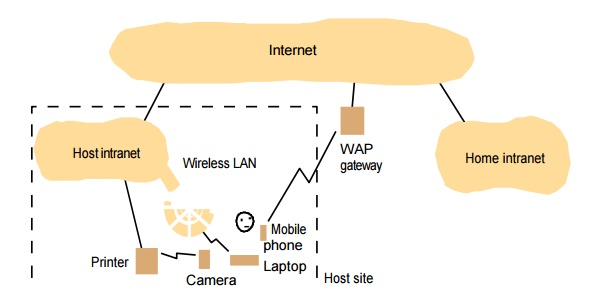 Internet
Host intranet
Wireless LAN
WAP
gateway
Home intranet
Mobile
phone
Printer
Camera
Laptop
Host site